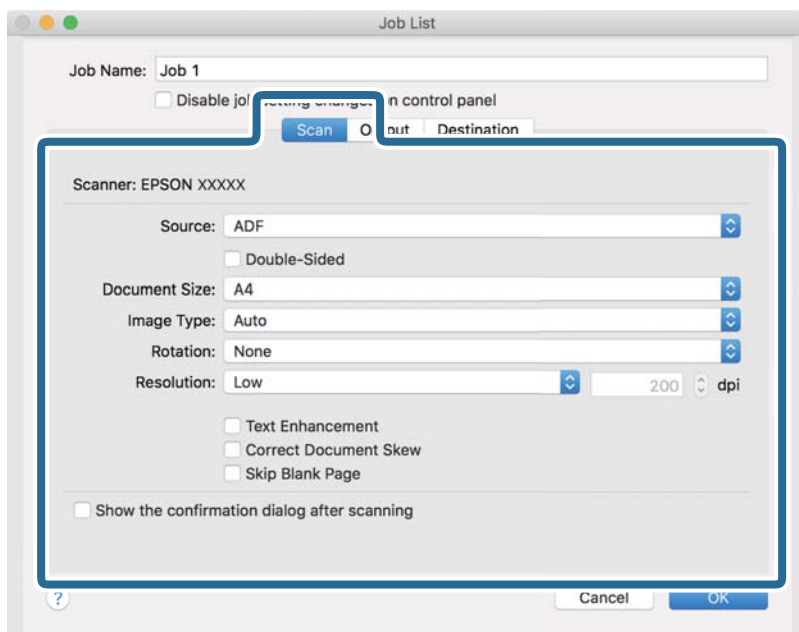 Job List
Job Name: Job 1
Disable jo control panel
Scan O put Destination
Scanner: EPSON XXXXX
Source: ADF
Double-Sided
Document Size: A4
Image Type: Auto
Rotation: None
Resolution: Low 200 dpi
Text Enhancement
Correct Document Skew
Skip Blank Page
Show the confirmation dialog after scanning
? Cancel OK